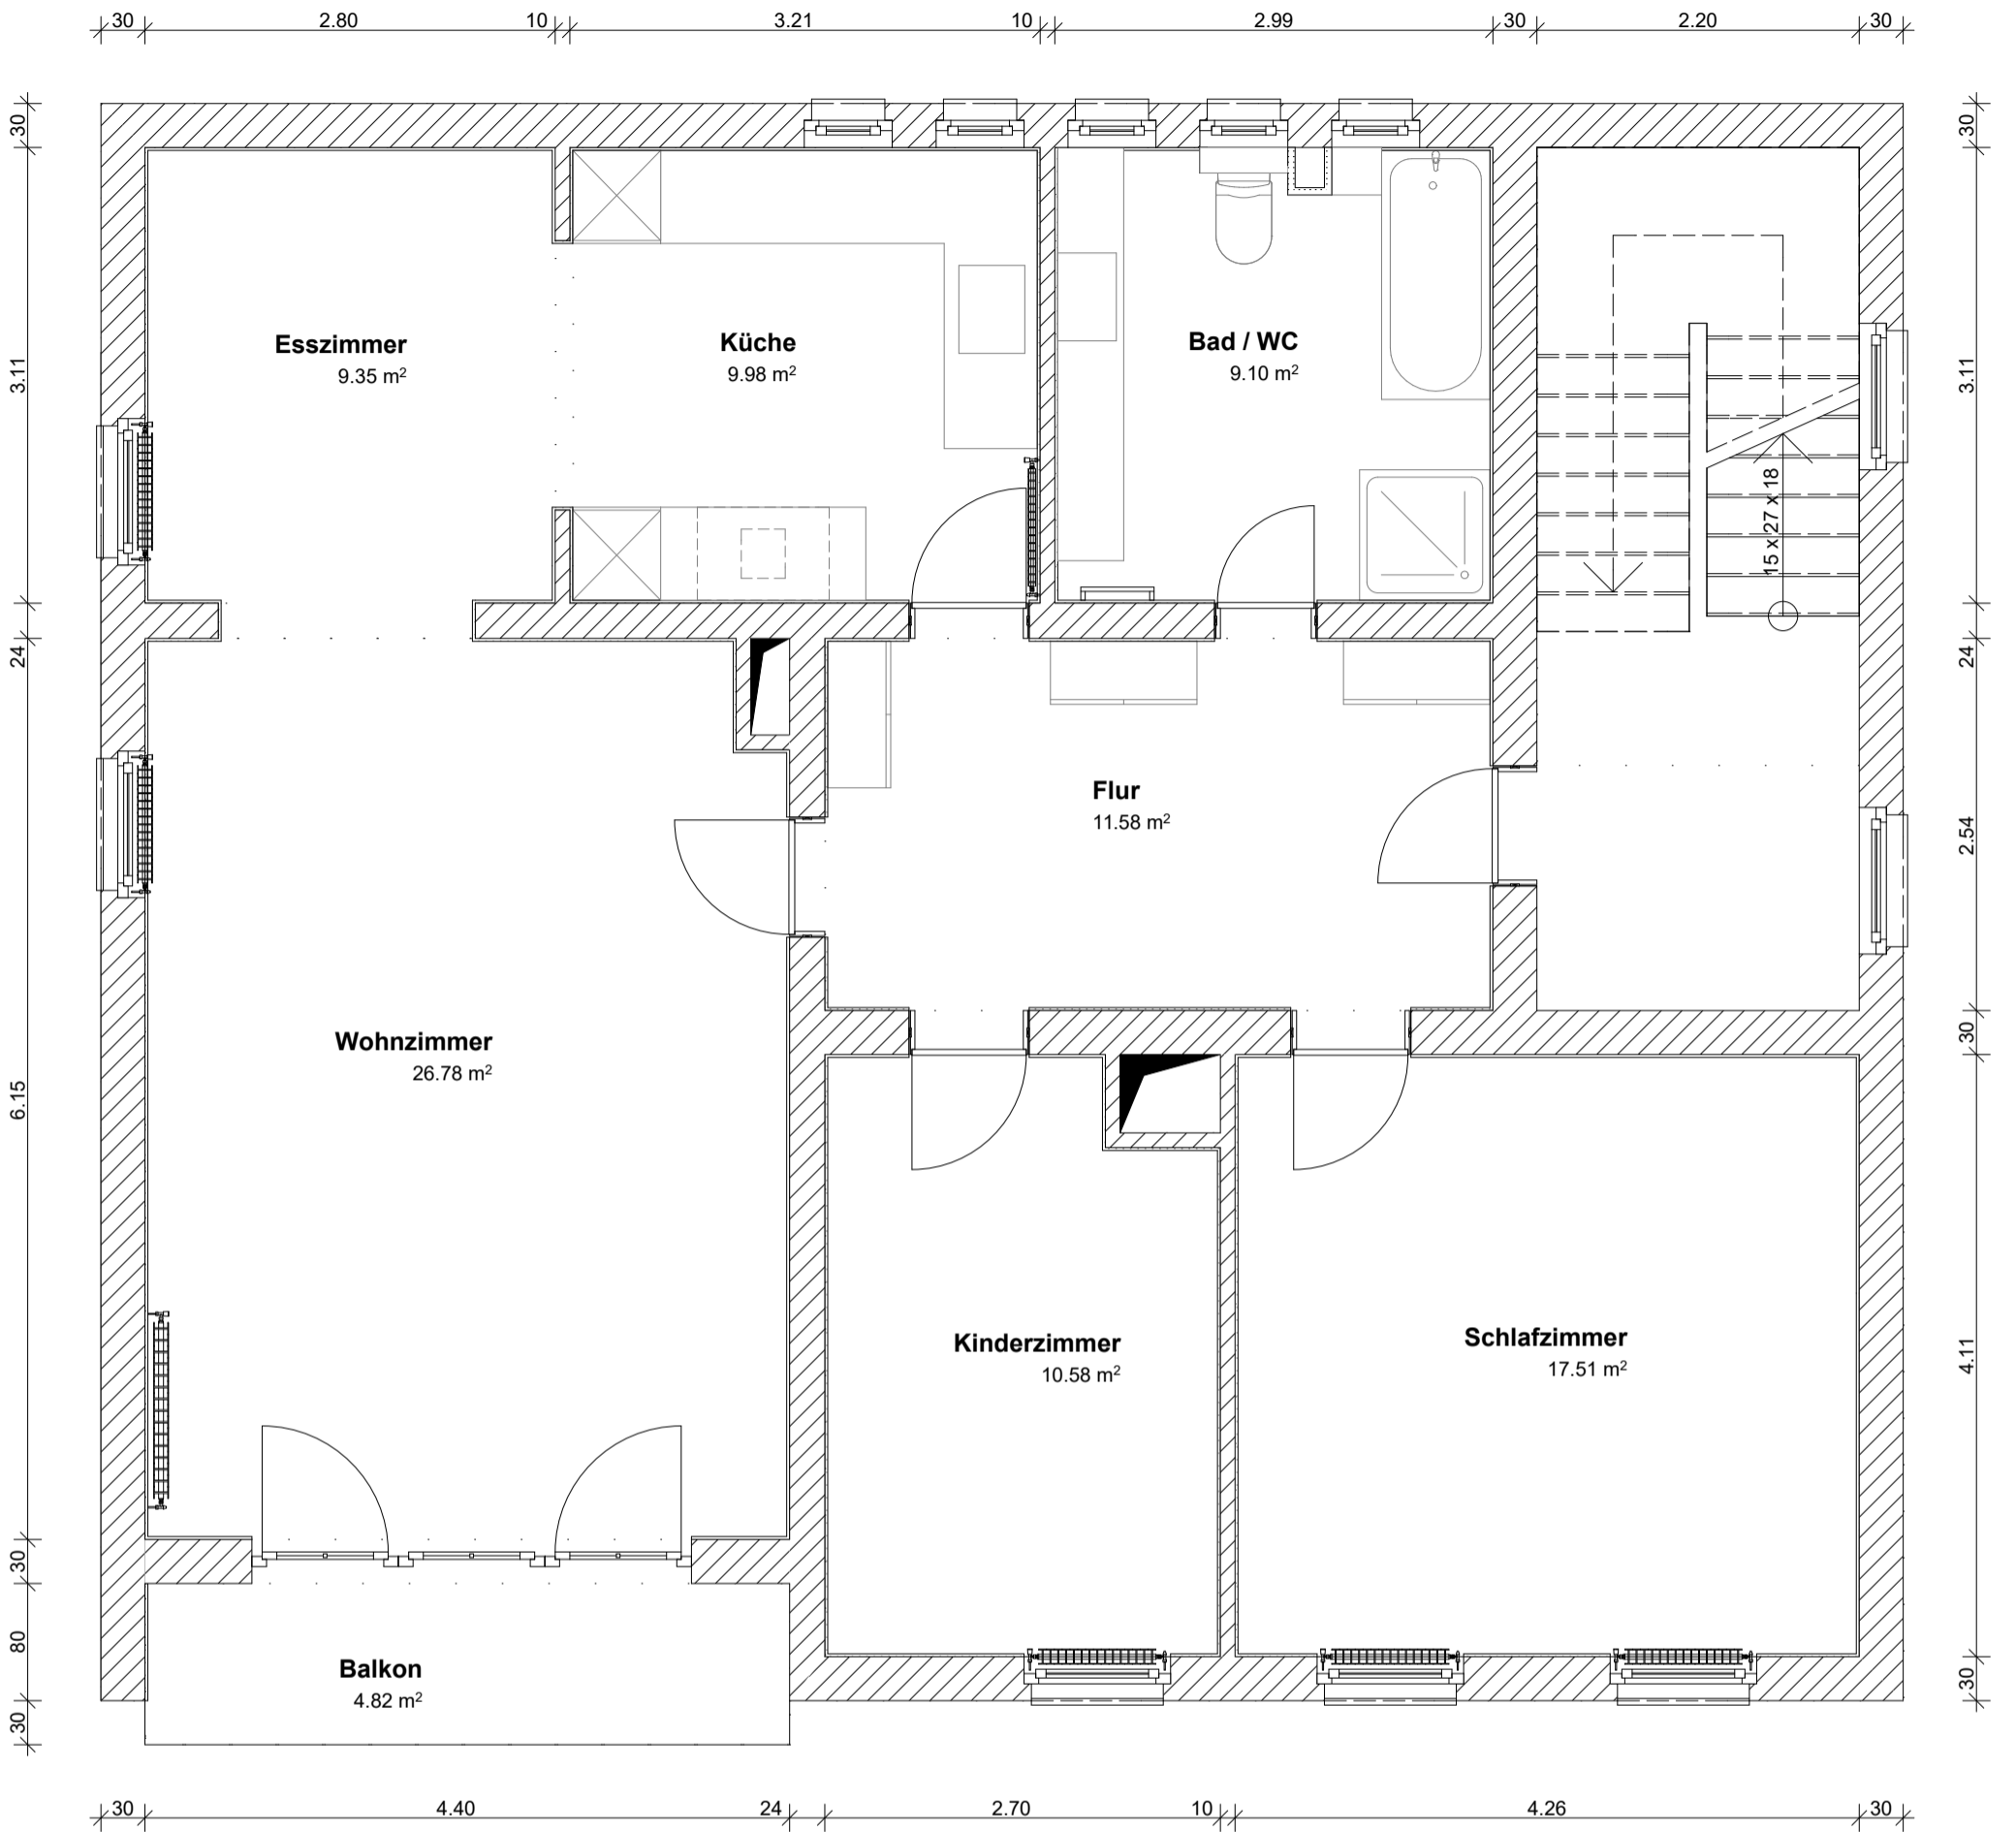 30 2.80 10 3.21 10 2.99 30 2.20 30
30
3.11
24
6.15
30
80
30
30
3.11
24
2.54
30
4.11
30
Esszimmer
9.35 m²
Küche
9.98 m²
Bad / WC
9.10 m²
15 x 27 x 18
Flur
11.58 m²
Wohnzimmer
26.78 m²
Kinderzimmer
10.58 m²
Schlafzimmer
17.51 m²
Balkon
4.82 m²
30 4.40 24 2.70 10 4.26 30